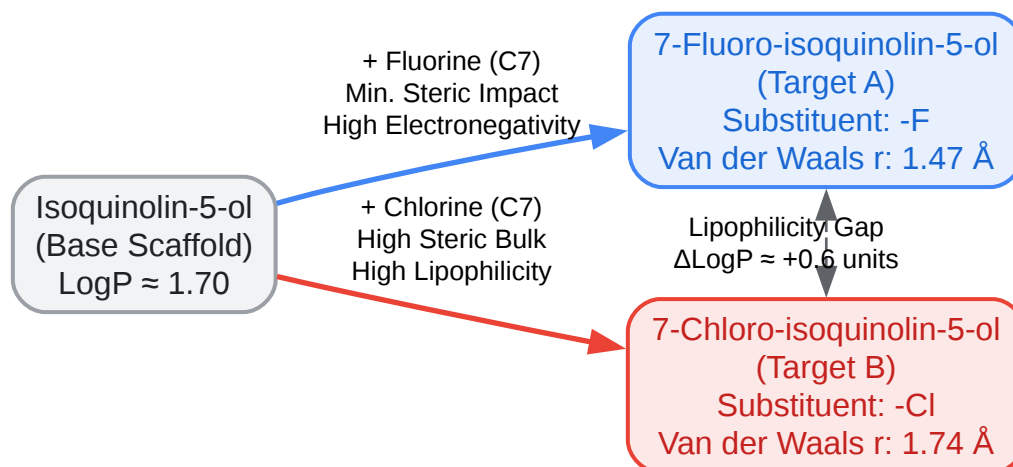 + Fluorine (C7)
Min. Steric Impact
High Electronegativity
7-Fluoro-isoquinolin-5-ol
(Target A)
Substituent: -F
Van der Waals r: 1.47 Å
Isoquinolin-5-ol
(Base Scaffold)
LogP ≈ 1.70
+ Chlorine (C7)
High Steric Bulk
High Lipophilicity
Lipophilicity Gap
ΔLogP ≈ +0.6 units
7-Chloro-isoquinolin-5-ol
(Target B)
Substituent: -Cl
Van der Waals r: 1.74 Å